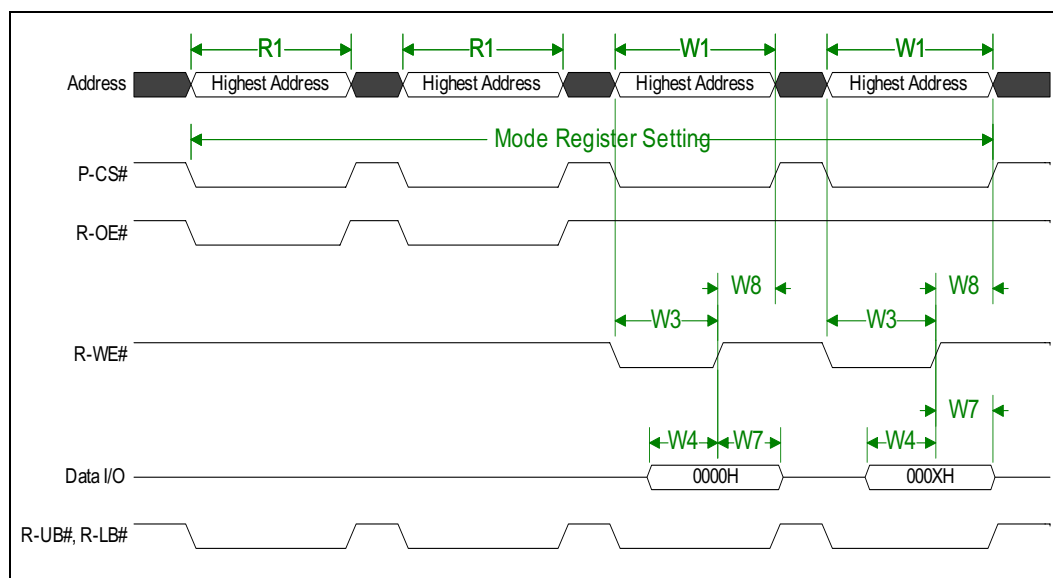 R1 R1 W1 W1
Address Highest Address Highest Address Highest Address Highest Address
Mode Register Setting
P-CS#
R-OE#
W8 W8
W3 W3
R-WE#
W7
W4 W7 W4
Data I/O 0000H 000XH
R-UB#, R-LB#